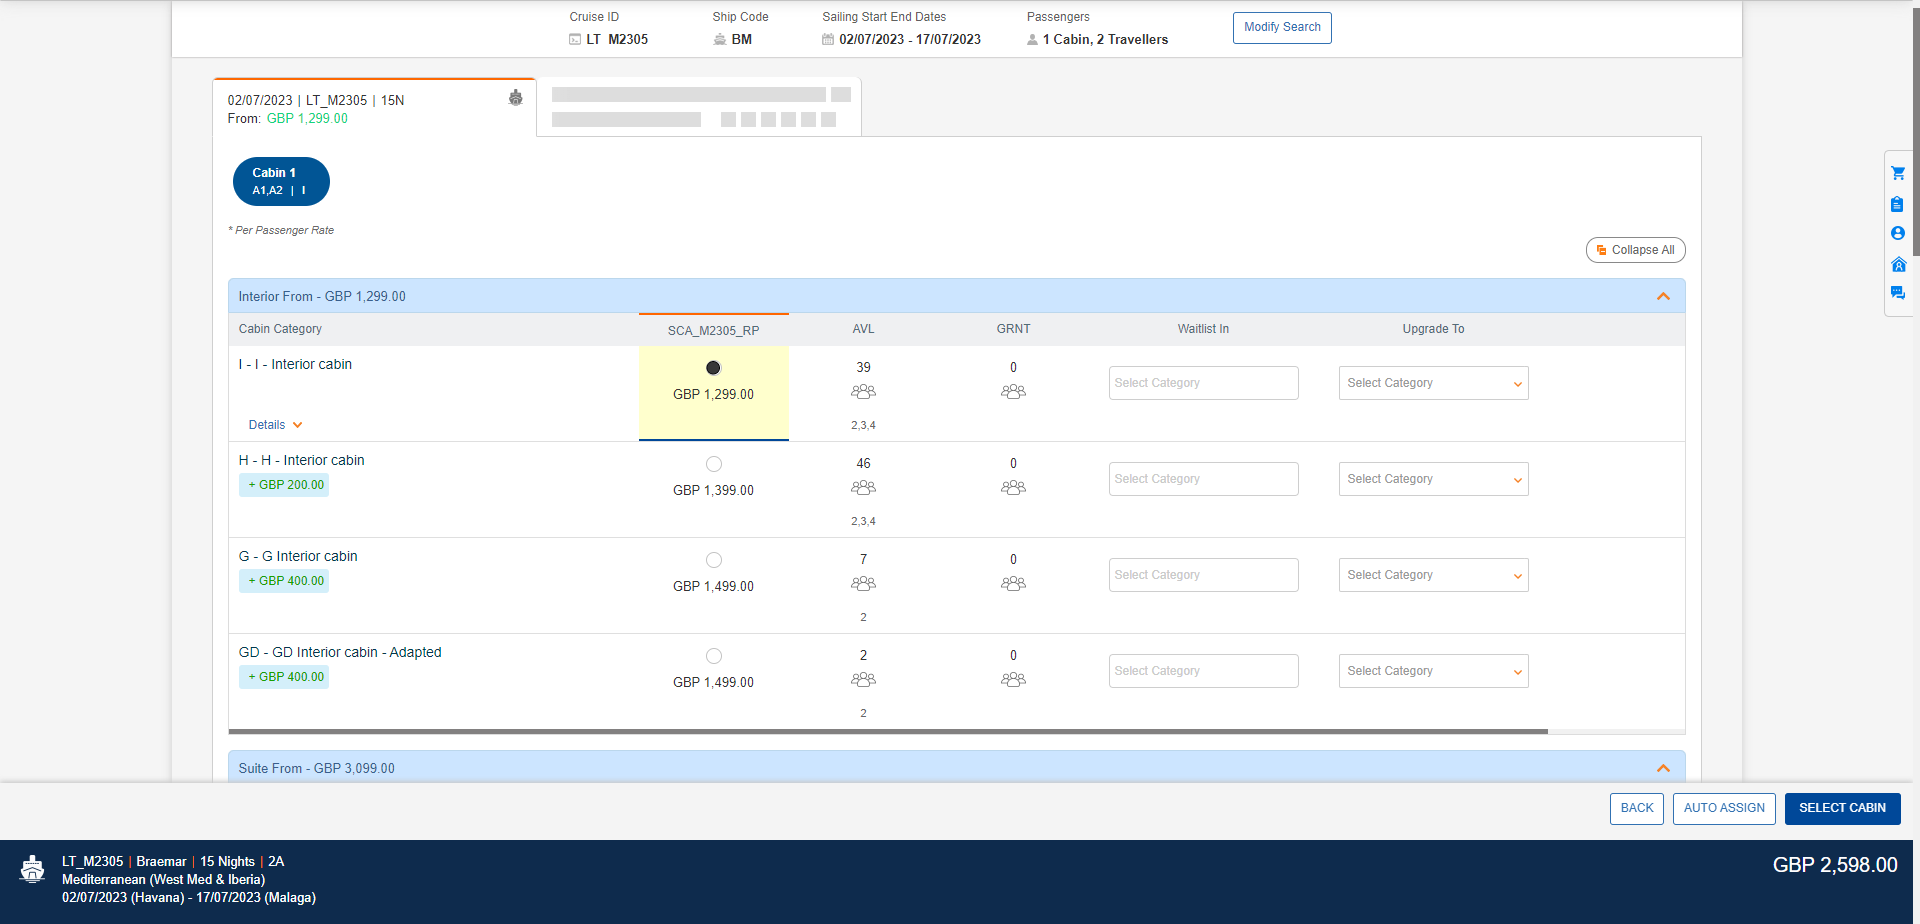 Cruise ID Ship Code Sailing Start End Dates Passengers
LT_M2305 BM 02/07/2023 - 17/07/2023 1 Cabin, 2 Travellers
Modify Search
02/07/2023 | LT_M2305 | 15N
From: GBP 1,299.00
Cabin 1
A1,A2 | I
* Per Passenger Rate
Collapse All
Interior From - GBP 1,299.00
Cabin Category SCA_M2305_RP AVL GRNT Waitlist In Upgrade To
I - I - Interior cabin 39 0
GBP 1,299.00 Select Category Select Category
Details 2,3,4
H - H - Interior cabin 46 0
+ GBP 200.00 GBP 1,399.00 Select Category Select Category
2,3,4
G - G Interior cabin 7 0
+ GBP 400.00 GBP 1,499.00 Select Category Select Category
2
GD - GD Interior cabin - Adapted 2 0
+ GBP 400.00 GBP 1,499.00 Select Category Select Category
2
Suite From - GBP 3,099.00
BACK AUTO ASSIGN SELECT CABIN
LT_M2305 | Braemar | 15 Nights | 2A
GBP 2,598.00
Mediterranean (West Med & Iberia)
02/07/2023 (Havana) - 17/07/2023 (Malaga)